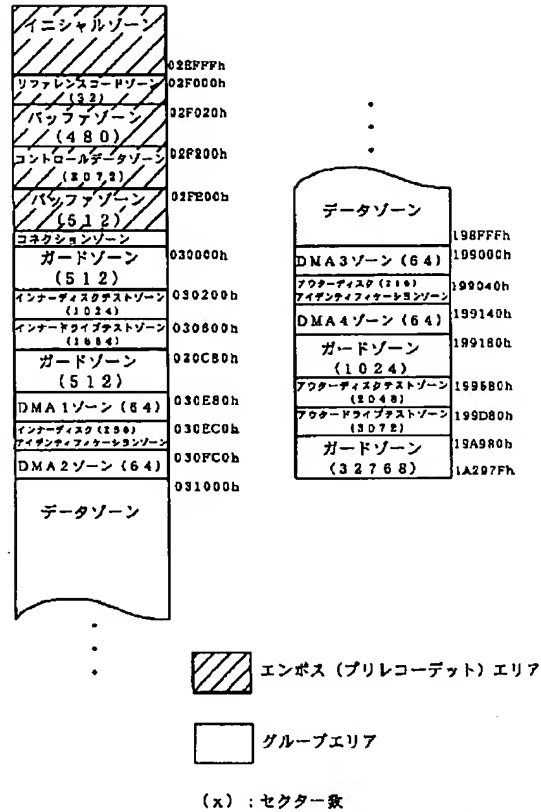 イニシャルゾーン
02EFFFh
リファレンスコードゾーン
(32)
02F000h
バッファゾーン
(480)
02F020h
コントロールデータゾーン
(3072)
02F200h
バッファゾーン
(512)
02FE00h
コネクションゾーン
ガードゾーン
(512)
030000h
インナーディスクテストゾーン
(1024)
030200h
インナードライブテストゾーン
(1664)
030600h
ガードゾーン
(512)
030C80h
DMA1ゾーン(64)
030E80h
インナーディスク(256)
アイデンティフィケーションゾーン
030EC0h
DMA2ゾーン(64)
030FC0h
031000h
データゾーン
データゾーン
198FFFh
DMA3ゾーン(64)
199000h
アウターディスク(256)
アイデンティフィケーションゾーン
199040h
DMA4ゾーン(64)
199140h
ガードゾーン
(1024)
199180h
アウターディスクテストゾーン
(2048)
199580h
アウタードライブテストゾーン
(3072)
199D80h
ガードゾーン
(32768)
19A980h
1A297Fh
エンボス(プリレコーデット)エリア
グルーブエリア
(x):セクター数